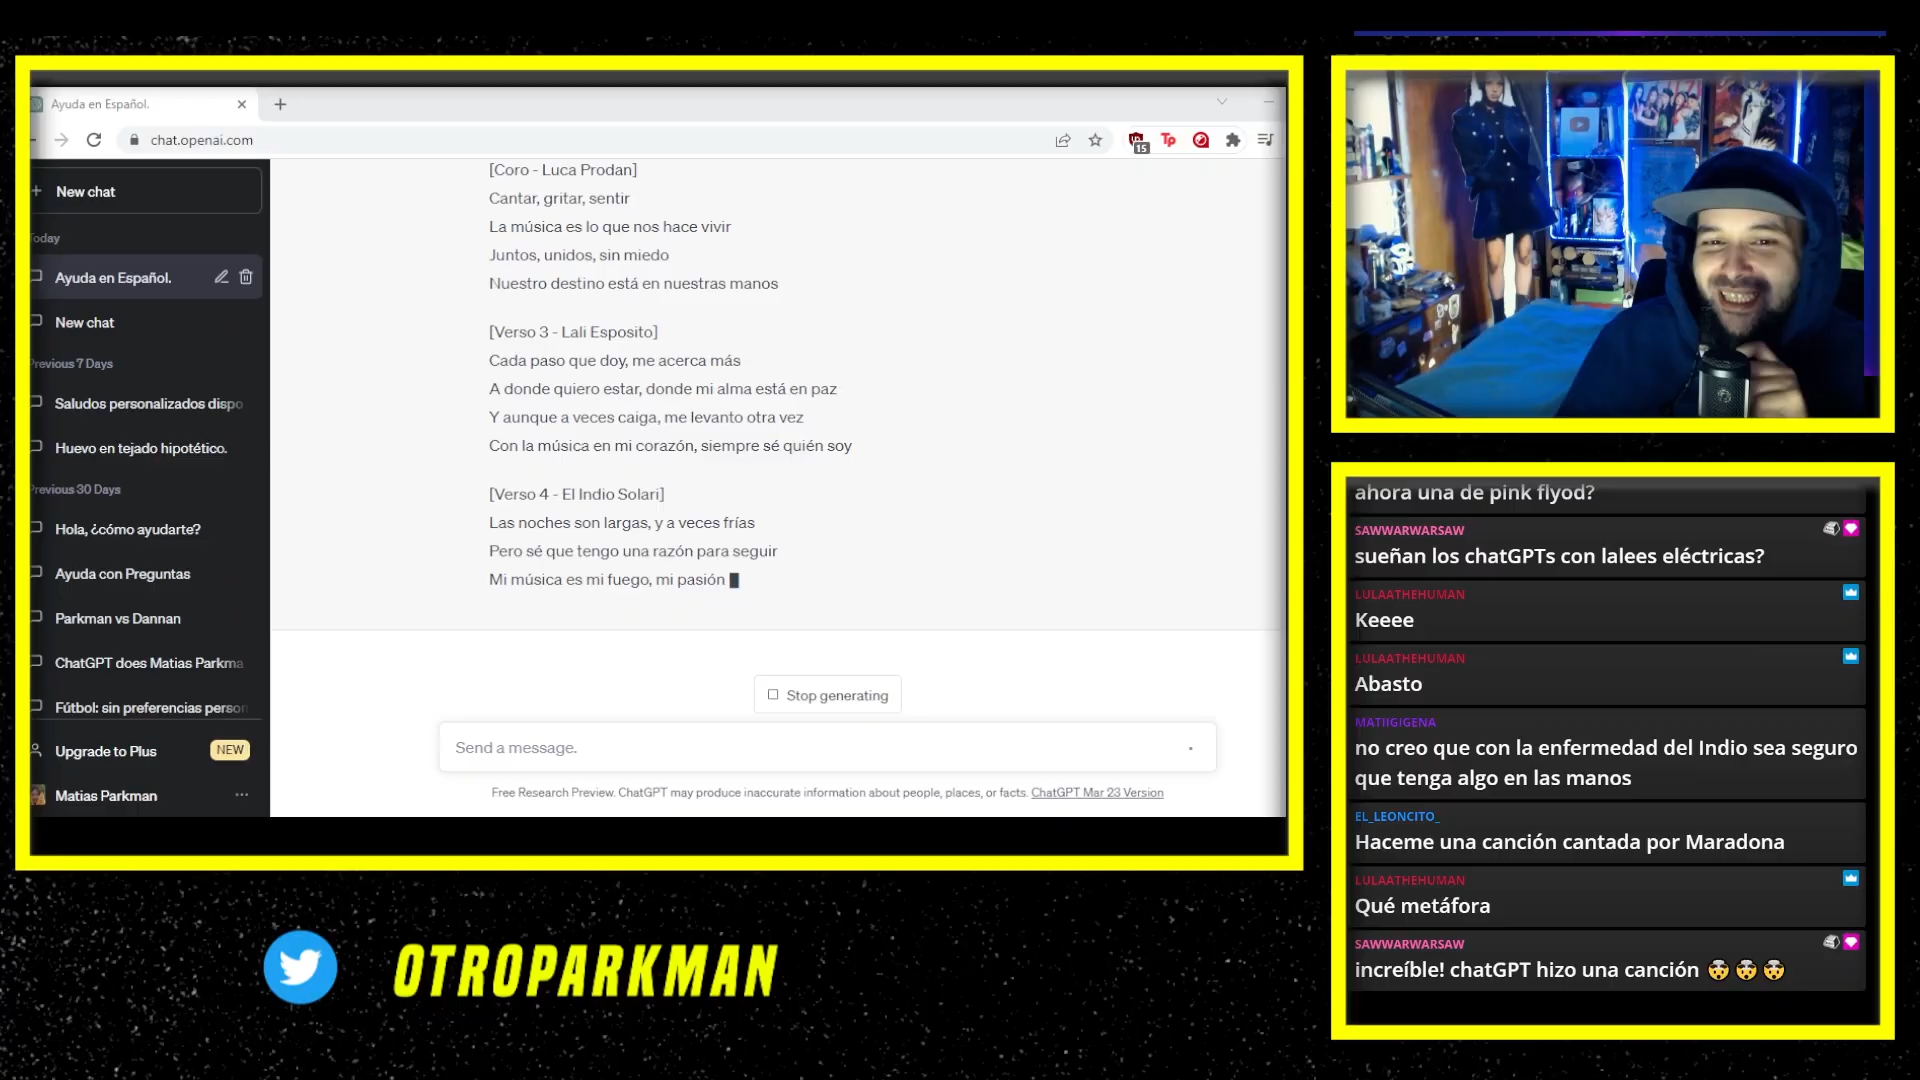 Ayuda en Español.
chat.openai.com
15
Tp
New chat
Today
Ayuda en Español.
New chat
Previous 7 Days
Saludos personalizados dispo
Huevo en tejado hipotético.
Previous 30 Days
Hola, ¿cómo ayudarte?
Ayuda con Preguntas
Parkman vs Dannan
ChatGPT does Matias Parkma
Fútbol: sin preferencias person
Upgrade to Plus
NEW
Matias Parkman
[Coro - Luca Prodan]
Cantar, gritar, sentir
La música es lo que nos hace vivir
Juntos, unidos, sin miedo
Nuestro destino está en nuestras manos
[Verso 3 - Lali Esposito]
Cada paso que doy, me acerca más
A donde quiero estar, donde mi alma está en paz
Y aunque a veces caiga, me levanto otra vez
Con la música en mi corazón, siempre sé quién soy
[Verso 4 - El Indio Solari]
Las noches son largas, y a veces frías
Pero sé que tengo una razón para seguir
Mi música es mi fuego, mi pasión
Stop generating
Send a message.
Free Research Preview. ChatGPT may produce inaccurate information about people, places, or facts. ChatGPT Mar 23 Version
ahora una de pink flyod?
SAWWARWARSAW
sueñan los chatGPTs con lalees eléctricas?
LULAATHEHUMAN
Keeee
LULAATHEHUMAN
Abasto
MATIIGIGENA
no creo que con la enfermedad del Indio sea seguro
que tenga algo en las manos
EL_LEONCITO_
Haceme una canción cantada por Maradona
LULAATHEHUMAN
Qué metáfora
SAWWARWARSAW
increíble! chatGPT hizo una canción 🤯 🤯 🤯
OTROPARKMAN